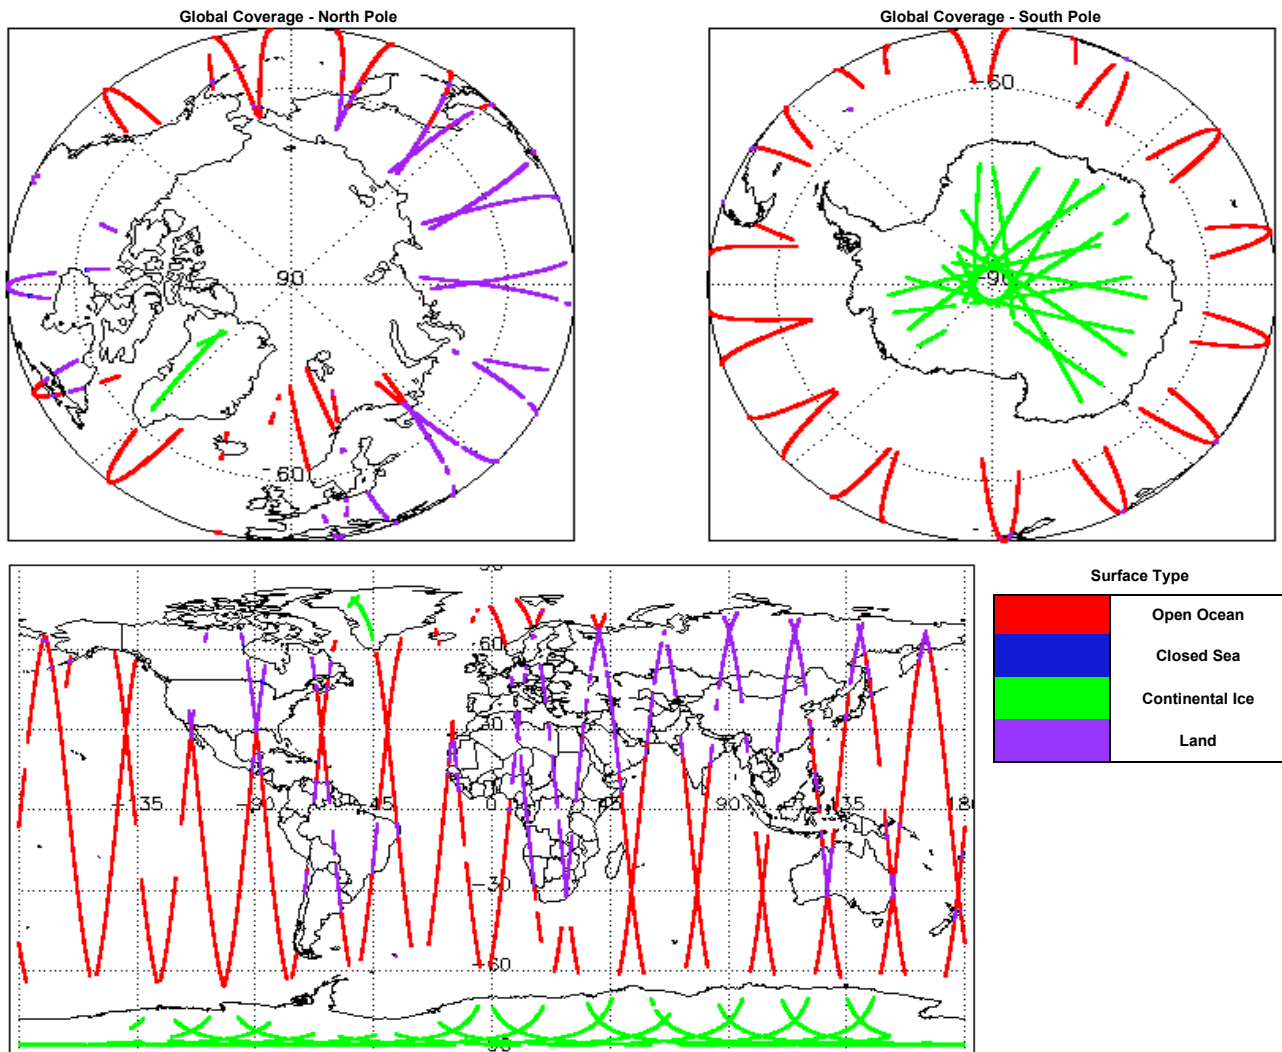 Global Coverage - North Pole
Global Coverage - South Pole
90
60
-60
-90
60
30
-135
-90
-45
0
45
90
135
180
-30
-60
Surface Type
Open Ocean
Closed Sea
Continental Ice
Land